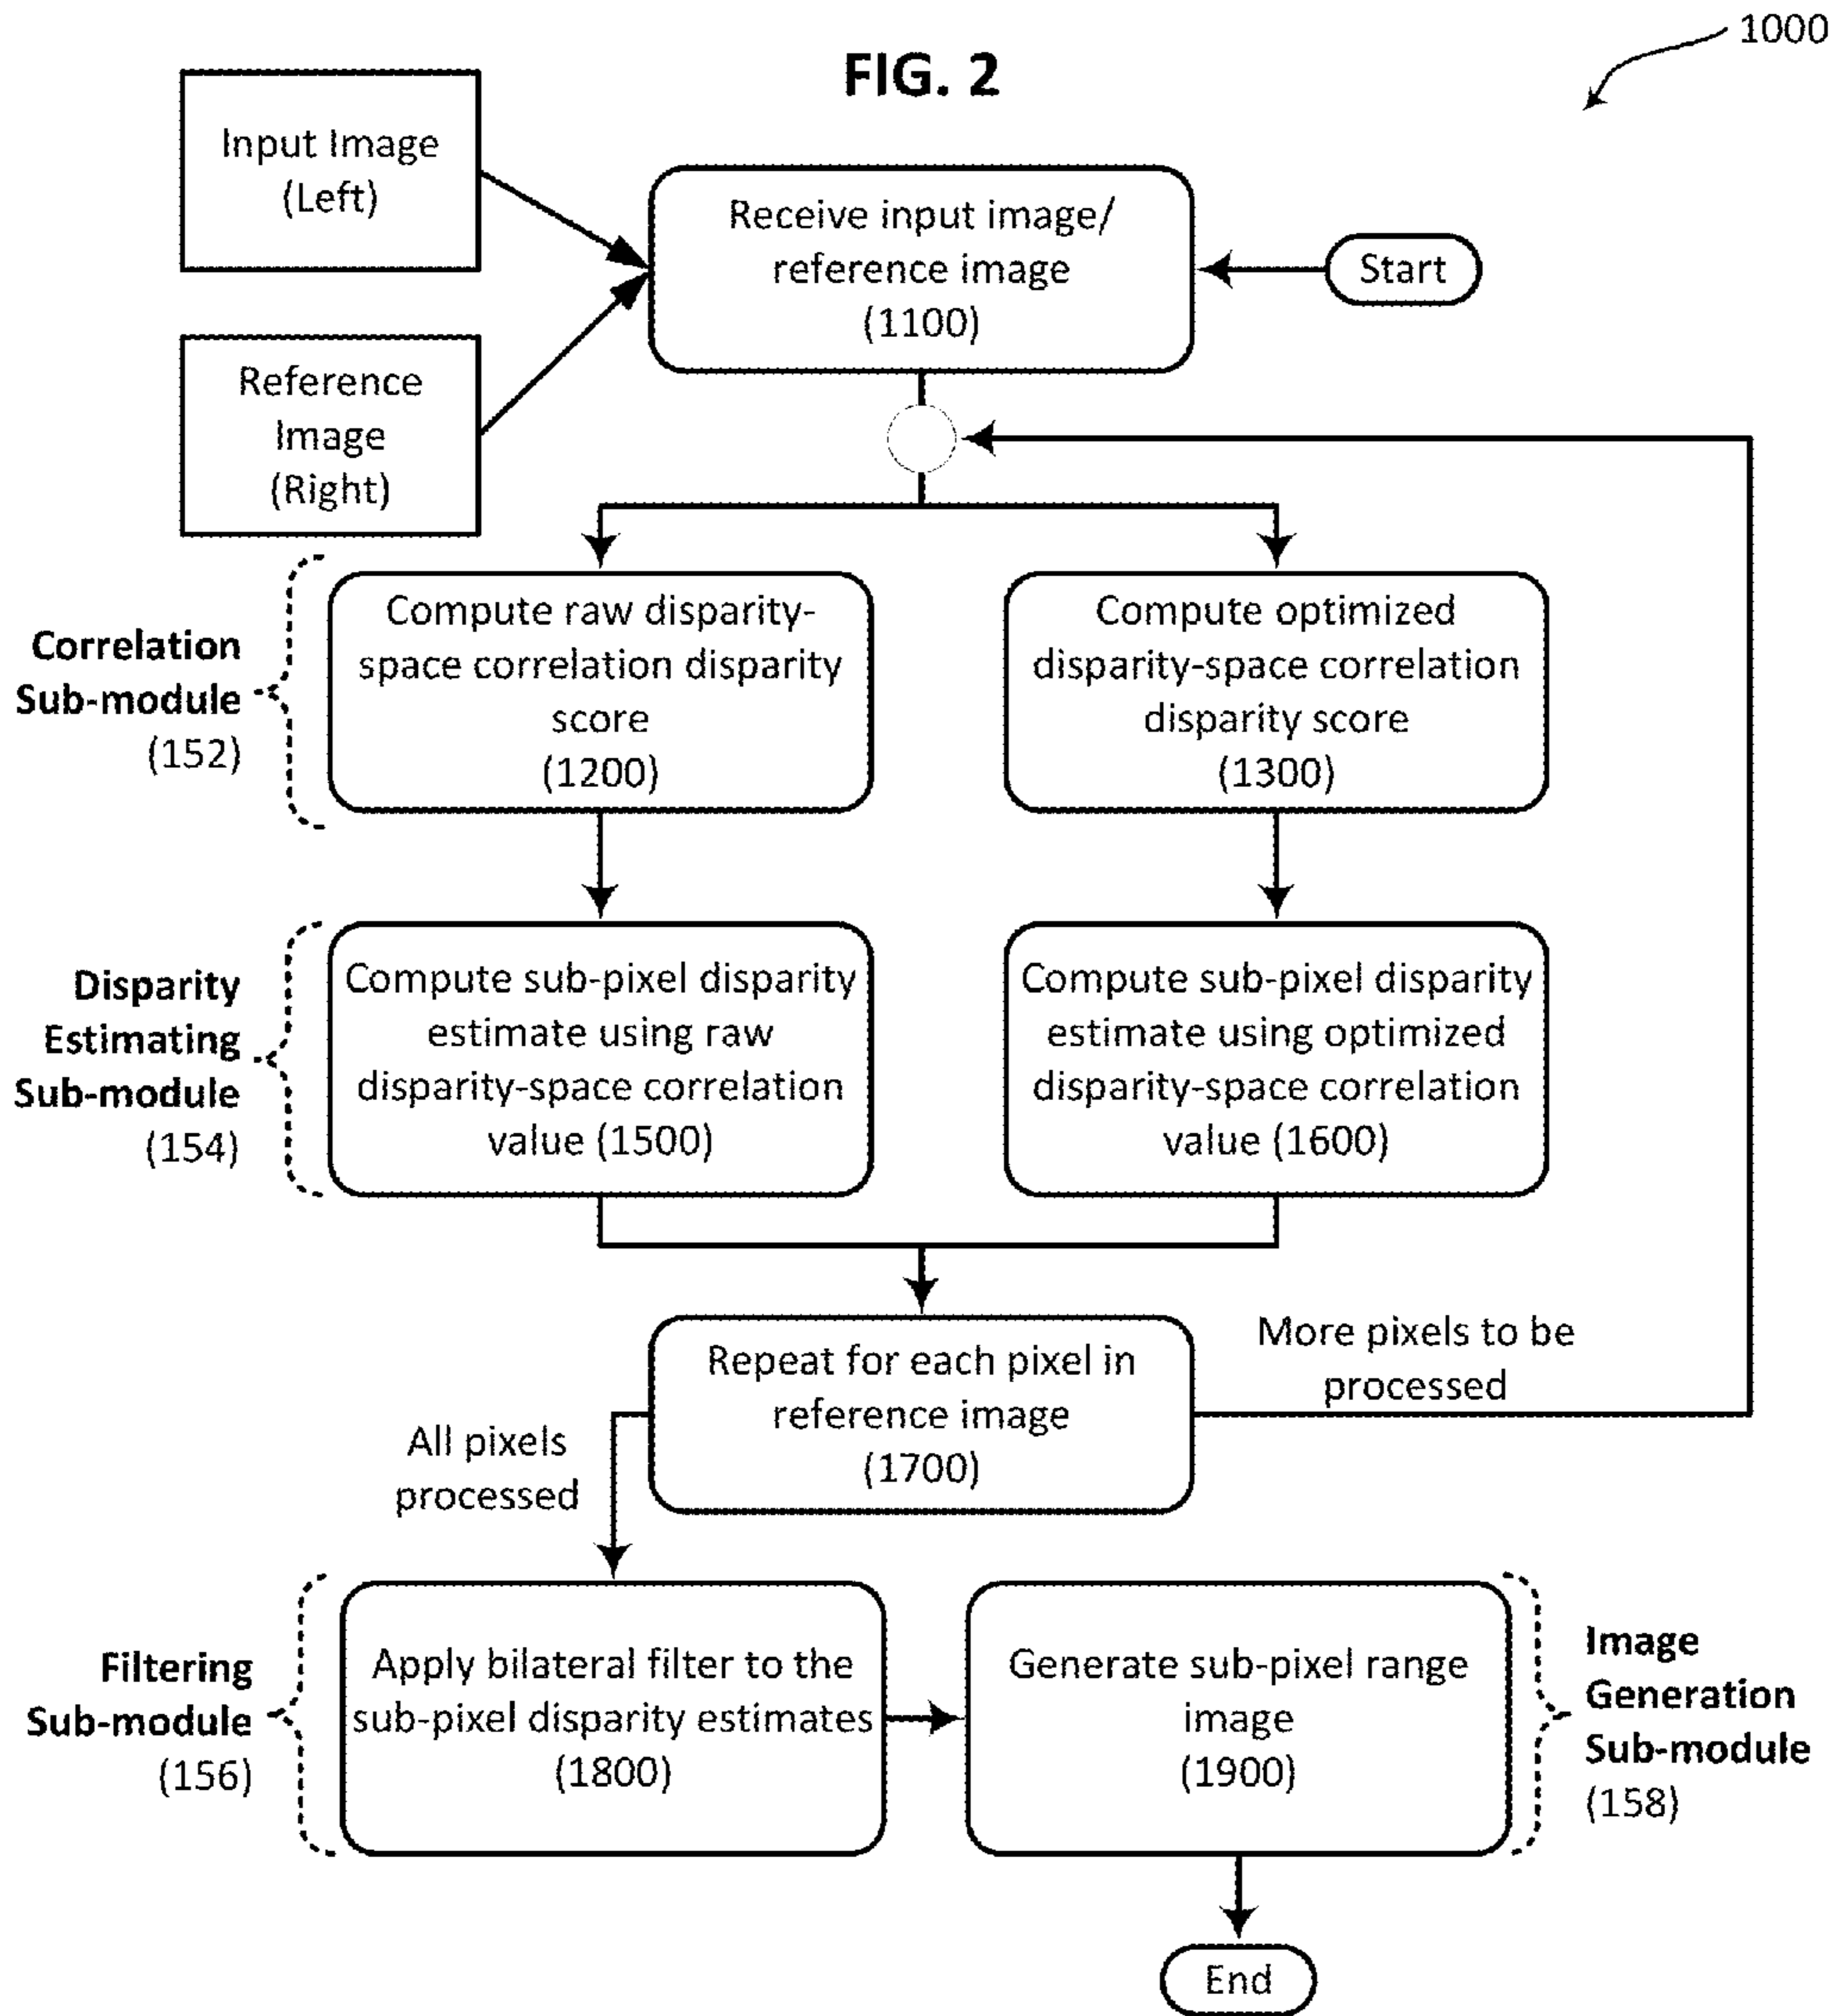 1000
FIG. 2
Input Image
(Left)
Receive input image/
reference image
(1100)
Start
Reference
Image
(Right)
Correlation
Sub-module
(152)
Compute raw disparity-
space correlation disparity
score
(1200)
Compute optimized
disparity-space correlation
disparity score
(1300)
Disparity
Estimating
Sub-module
(154)
Compute sub-pixel disparity
estimate using raw
disparity-space correlation
value (1500)
Compute sub-pixel disparity
estimate using optimized
disparity-space correlation
value (1600)
Repeat for each pixel in
reference image
(1700)
More pixels to be
processed
All pixels
processed
Filtering
Sub-module
(156)
Apply bilateral filter to the
sub-pixel disparity estimates
(1800)
Generate sub-pixel range
image
(1900)
Image
Generation
Sub-module
(158)
End